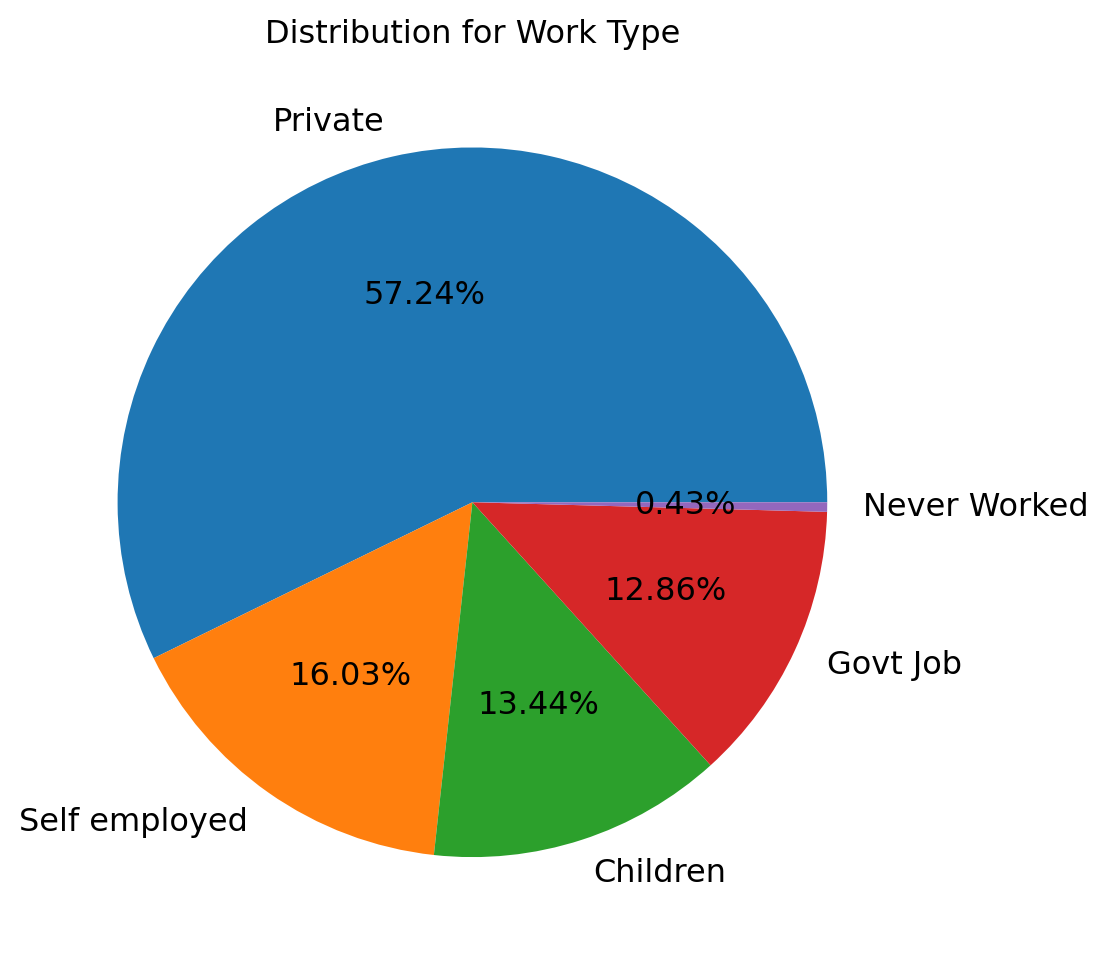 Distribution for Work Type
Private
57.24%
0.43%
Never Worked
12.86%
Govt Job
16.03%
13.44%
Self employed
Children